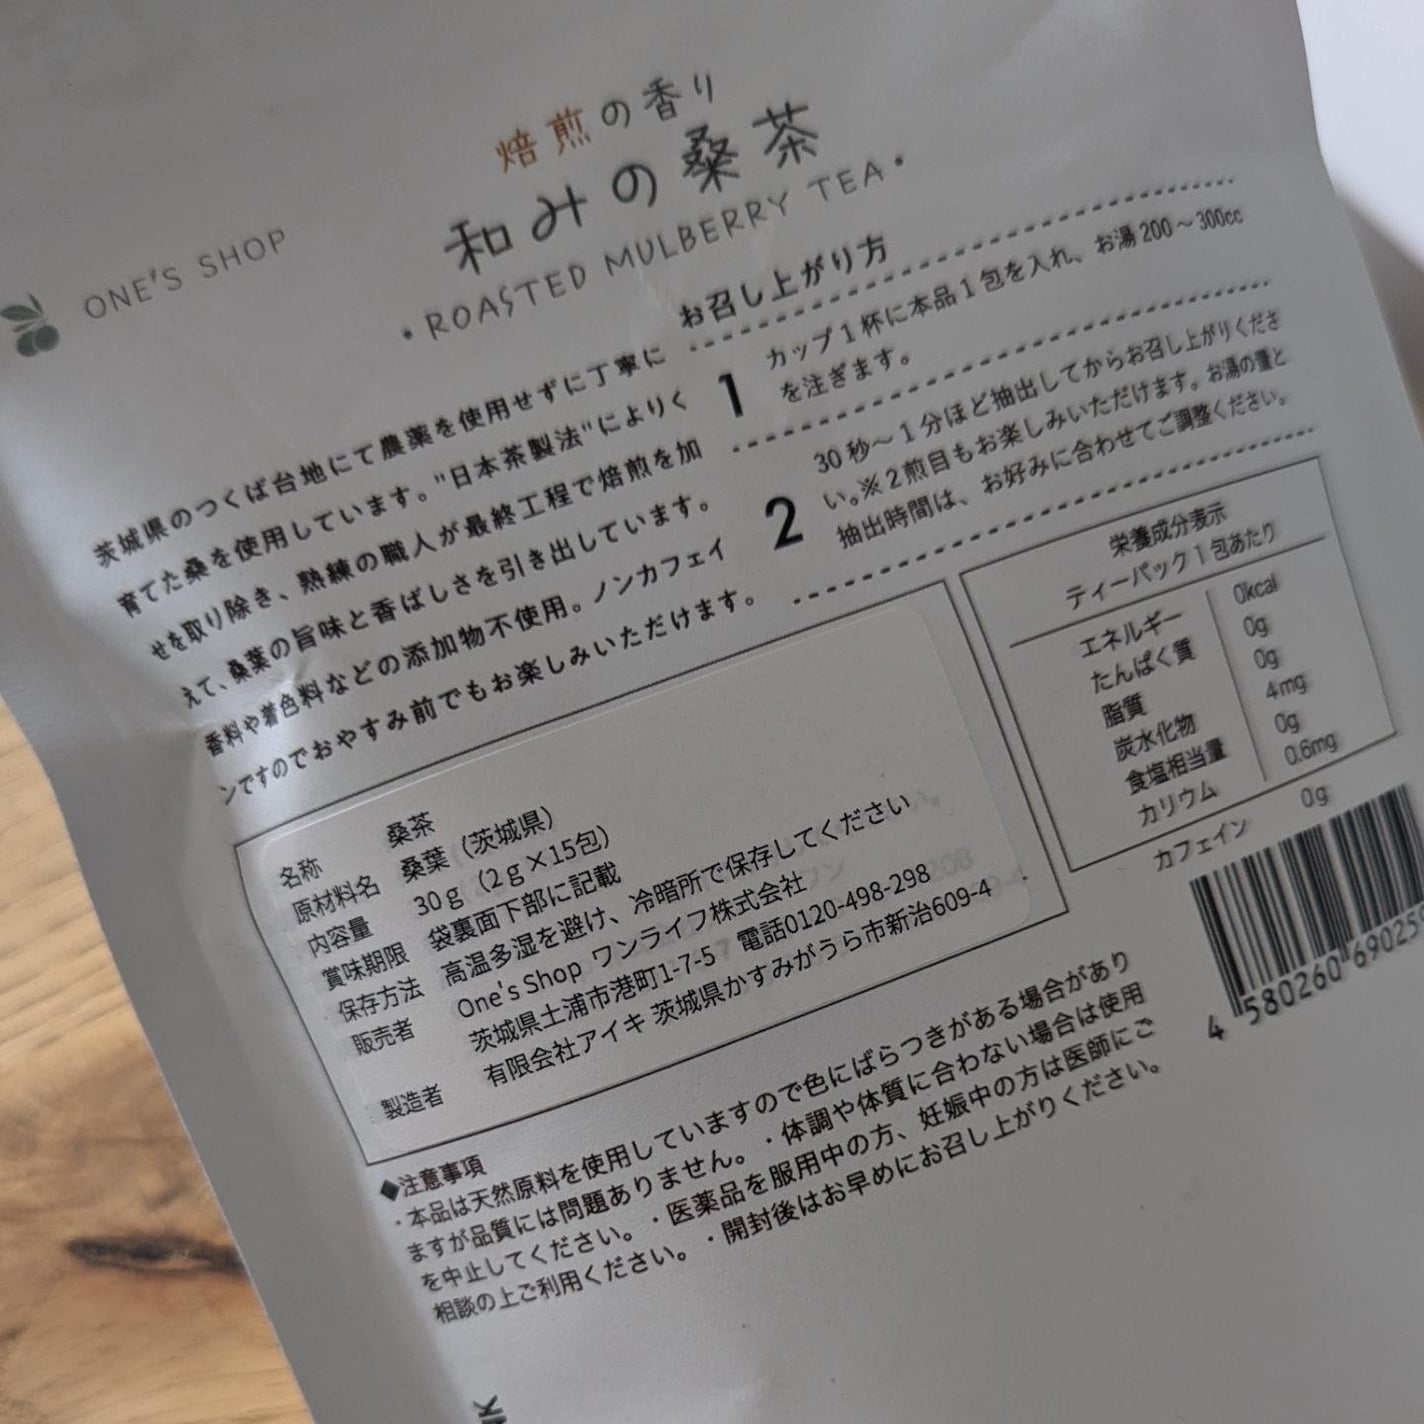 焙煎の香り
和みの桑茶
・ROASTED MULBERRY TEA・
ONE'S SHOP
茨城県のつくば台地にて農薬を使用せずに丁寧に
育てた桑を使用しています。"日本茶製法"によりく
せを取り除き、熟練の職人が最終工程で焙煎を加
えて、桑葉の旨味と香ばしさを引き出しています。
香料や着色料などの添加物不使用。ノンカフェイ
ンですのでおやすみ前でもお楽しみいただけます。
お召し上がり方
1
カップ1杯に本品1包を入れ、お湯200～300cc
を注ぎます。
2
30秒～1分ほど抽出してからお召し上がりくださ
い。※2煎目もお楽しみいただけます。お湯の量と
抽出時間は、お好みに合わせてご調整ください。
栄養成分表示
ティーパック1包あたり
エネルギー 0kcal
たんぱく質 0g
脂質 0g
炭水化物 4mg
食塩相当量 0g
カリウム 0.6mg
カフェイン 0g
名称 桑茶
原材料名 桑葉（茨城県）
内容量 30g（2g×15包）
賞味期限 袋裏面下部に記載
保存方法 高温多湿を避け、冷暗所で保存してください
販売者 One's Shop ワンライフ株式会社
茨城県土浦市港町1-7-5 電話0120-498-298
製造者 有限会社アイキ 茨城県かすみがうら市新治609-4
◆注意事項
・本品は天然原料を使用していますので色にばらつきがある場合があり
ますが品質には問題ありません。・体調や体質に合わない場合は使用
を中止してください。・医薬品を服用中の方、妊娠中の方は医師にご
相談の上ご利用ください。・開封後はお早めにお召し上がりください。
4 580260 69025